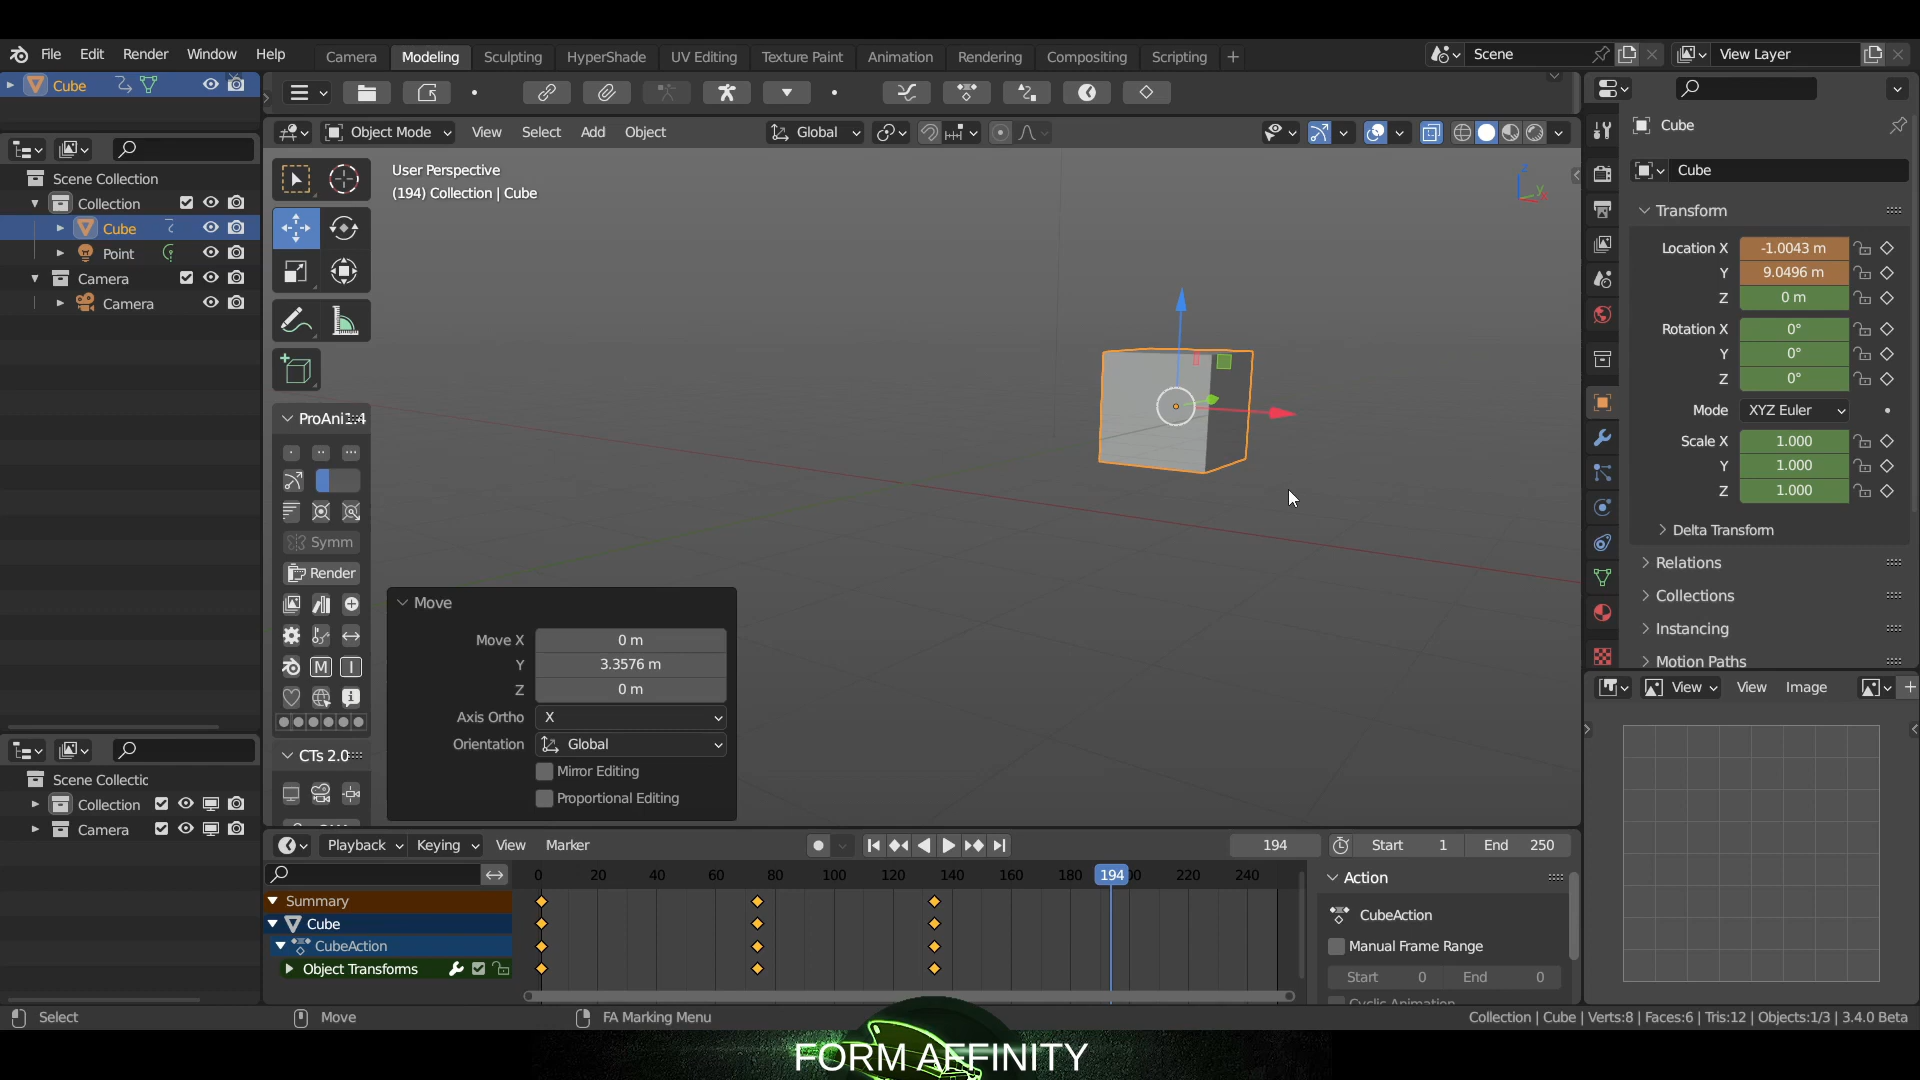 File Edit Render Window Help
Camera Modeling Sculpting HyperShade UV Editing Texture Paint Animation Rendering Compositing Scripting
Scene
View Layer
Cube
Object Mode View Select Add Object
Global
User Perspective
(194) Collection | Cube
Z
Y
Scene Collection
Collection
Cube
Point
Camera
Camera
ProAni1.4
Symm
Render
M I
CTs 2.0
Scene Collectic
Collection
Camera
Move
Move X 0 m
Y 3.3576 m
Z 0 m
Axis Ortho X
Orientation Global
Mirror Editing
Proportional Editing
Cube
Cube
Transform
Location X -1.0043 m
Y 9.0496 m
Z 0 m
Rotation X 0°
Y 0°
Z 0°
Mode XYZ Euler
Scale X 1.000
Y 1.000
Z 1.000
Delta Transform
Relations
Collections
Instancing
Motion Paths
View View Image
Playback Keying View Marker
194 Start 1 End 250
0 20 40 60 80 100 120 140 160 180 194 220 240
Summary
Cube
CubeAction
Object Transforms
Action
CubeAction
Manual Frame Range
Start 0 End 0
Cyclic Animation
Select Move FA Marking Menu
Collection | Cube | Verts:8 | Faces:6 | Tris:12 | Objects:1/3 | 3.4.0 Beta
FORM AFFINITY